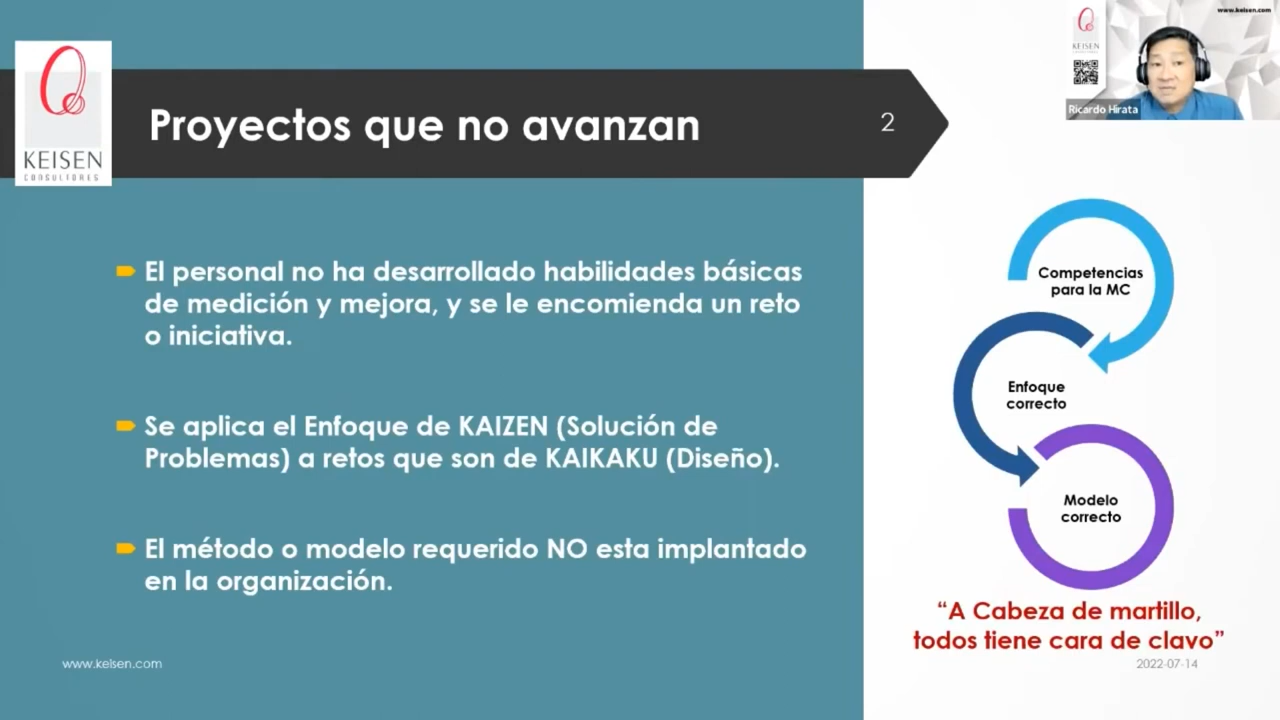 KEISEN
CONSULTORES
Proyectos que no avanzan
2
www.keisen.com
KEISEN
Ricardo Hirata
El personal no ha desarrollado habilidades básicas
de medición y mejora, y se le encomienda un reto
o iniciativa.
Se aplica el Enfoque de KAIZEN (Solución de
Problemas) a retos que son de KAIKAKU (Diseño).
El método o modelo requerido NO esta implantado
en la organización.
Competencias
para la MC
Enfoque
correcto
Modelo
correcto
“A Cabeza de martillo,
todos tiene cara de clavo”
www.keisen.com
2022-07-14